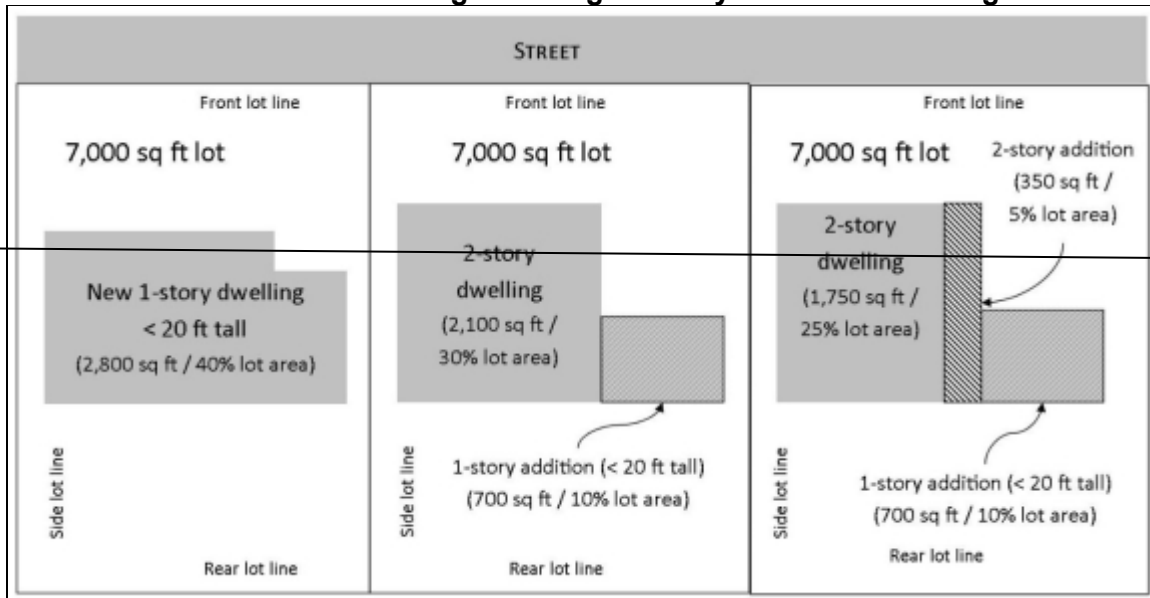 STREET
Front lot line
7,000 sq ft lot
New 1-story dwelling
< 20 ft tall
(2,800 sq ft / 40% lot area)
Side lot line
Rear lot line
Front lot line
7,000 sq ft lot
2-story
dwelling
(2,100 sq ft /
30% lot area)
1-story addition (< 20 ft tall)
(700 sq ft / 10% lot area)
Side lot line
Rear lot line
Front lot line
7,000 sq ft lot
2-story addition
(350 sq ft /
5% lot area)
2-story
dwelling
(1,750 sq ft /
25% lot area)
1-story addition (< 20 ft tall)
(700 sq ft / 10% lot area)
Side lot line
Rear lot line